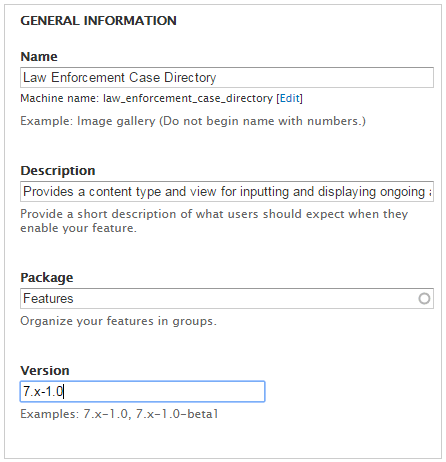 GENERAL INFORMATION
Name
Law Enforcement Case Directory
Machine name: law_enforcement_case_directory [Edit]
Example: Image gallery (Do not begin name with numbers.)
Description
Provides a content type and view for inputting and displaying ongoing
Provide a short description of what users should expect when they
enable your feature.
Package
Features
Organize your features in groups.
Version
7.x-1.0
Examples: 7.x-1.0, 7.x-1.0-beta1